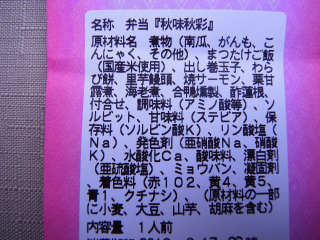 名称　弁当『秋味秋彩』
原材料名　煮物（南瓜、がんも、こ
んにゃく、その他）、まつたけご飯
（国産米使用）、出し巻玉子、わら
び餅、里芋饅頭、焼サーモン、栗甘
露煮、海老煮、合鴨燻製、酢蓮根、
付合せ、調味料（アミノ酸等）、ソ
ルビット、甘味料（ステビア）、保
存料（ソルビン酸K）、リン酸塩（
Na）、発色剤（亜硝酸Na、硝酸
K）、水酸化Ca、酸味料、漂白剤
（亜硫酸塩）、ミョウバン、凝固剤
、着色料（赤102、黄4、黄5、
青1、クチナシ）、（原材料の一部
に小麦、大豆、山芋、胡麻を含む）
内容量　1人前